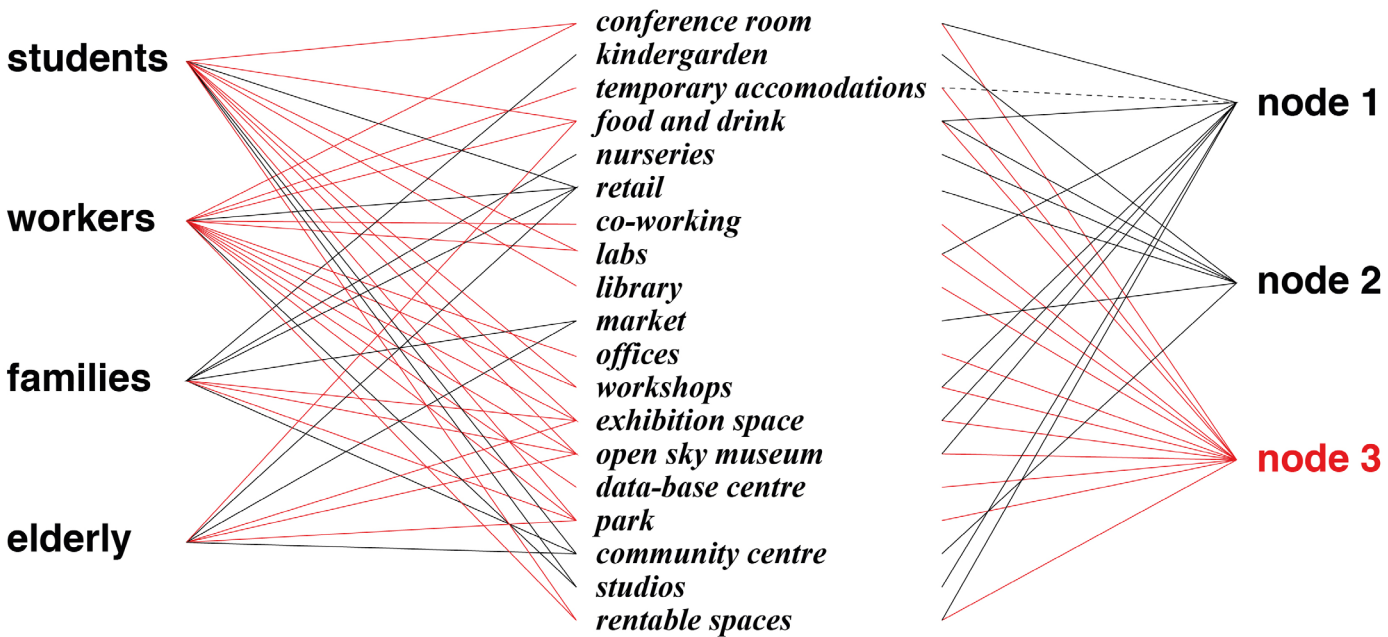 students
workers
families
elderly
conference room
kindergarden
temporary accomodations
food and drink
nurseries
retail
co-working
labs
library
market
offices
workshops
exhibition space
open sky museum
data-base centre
park
community centre
studios
rentable spaces
node 1
node 2
node 3